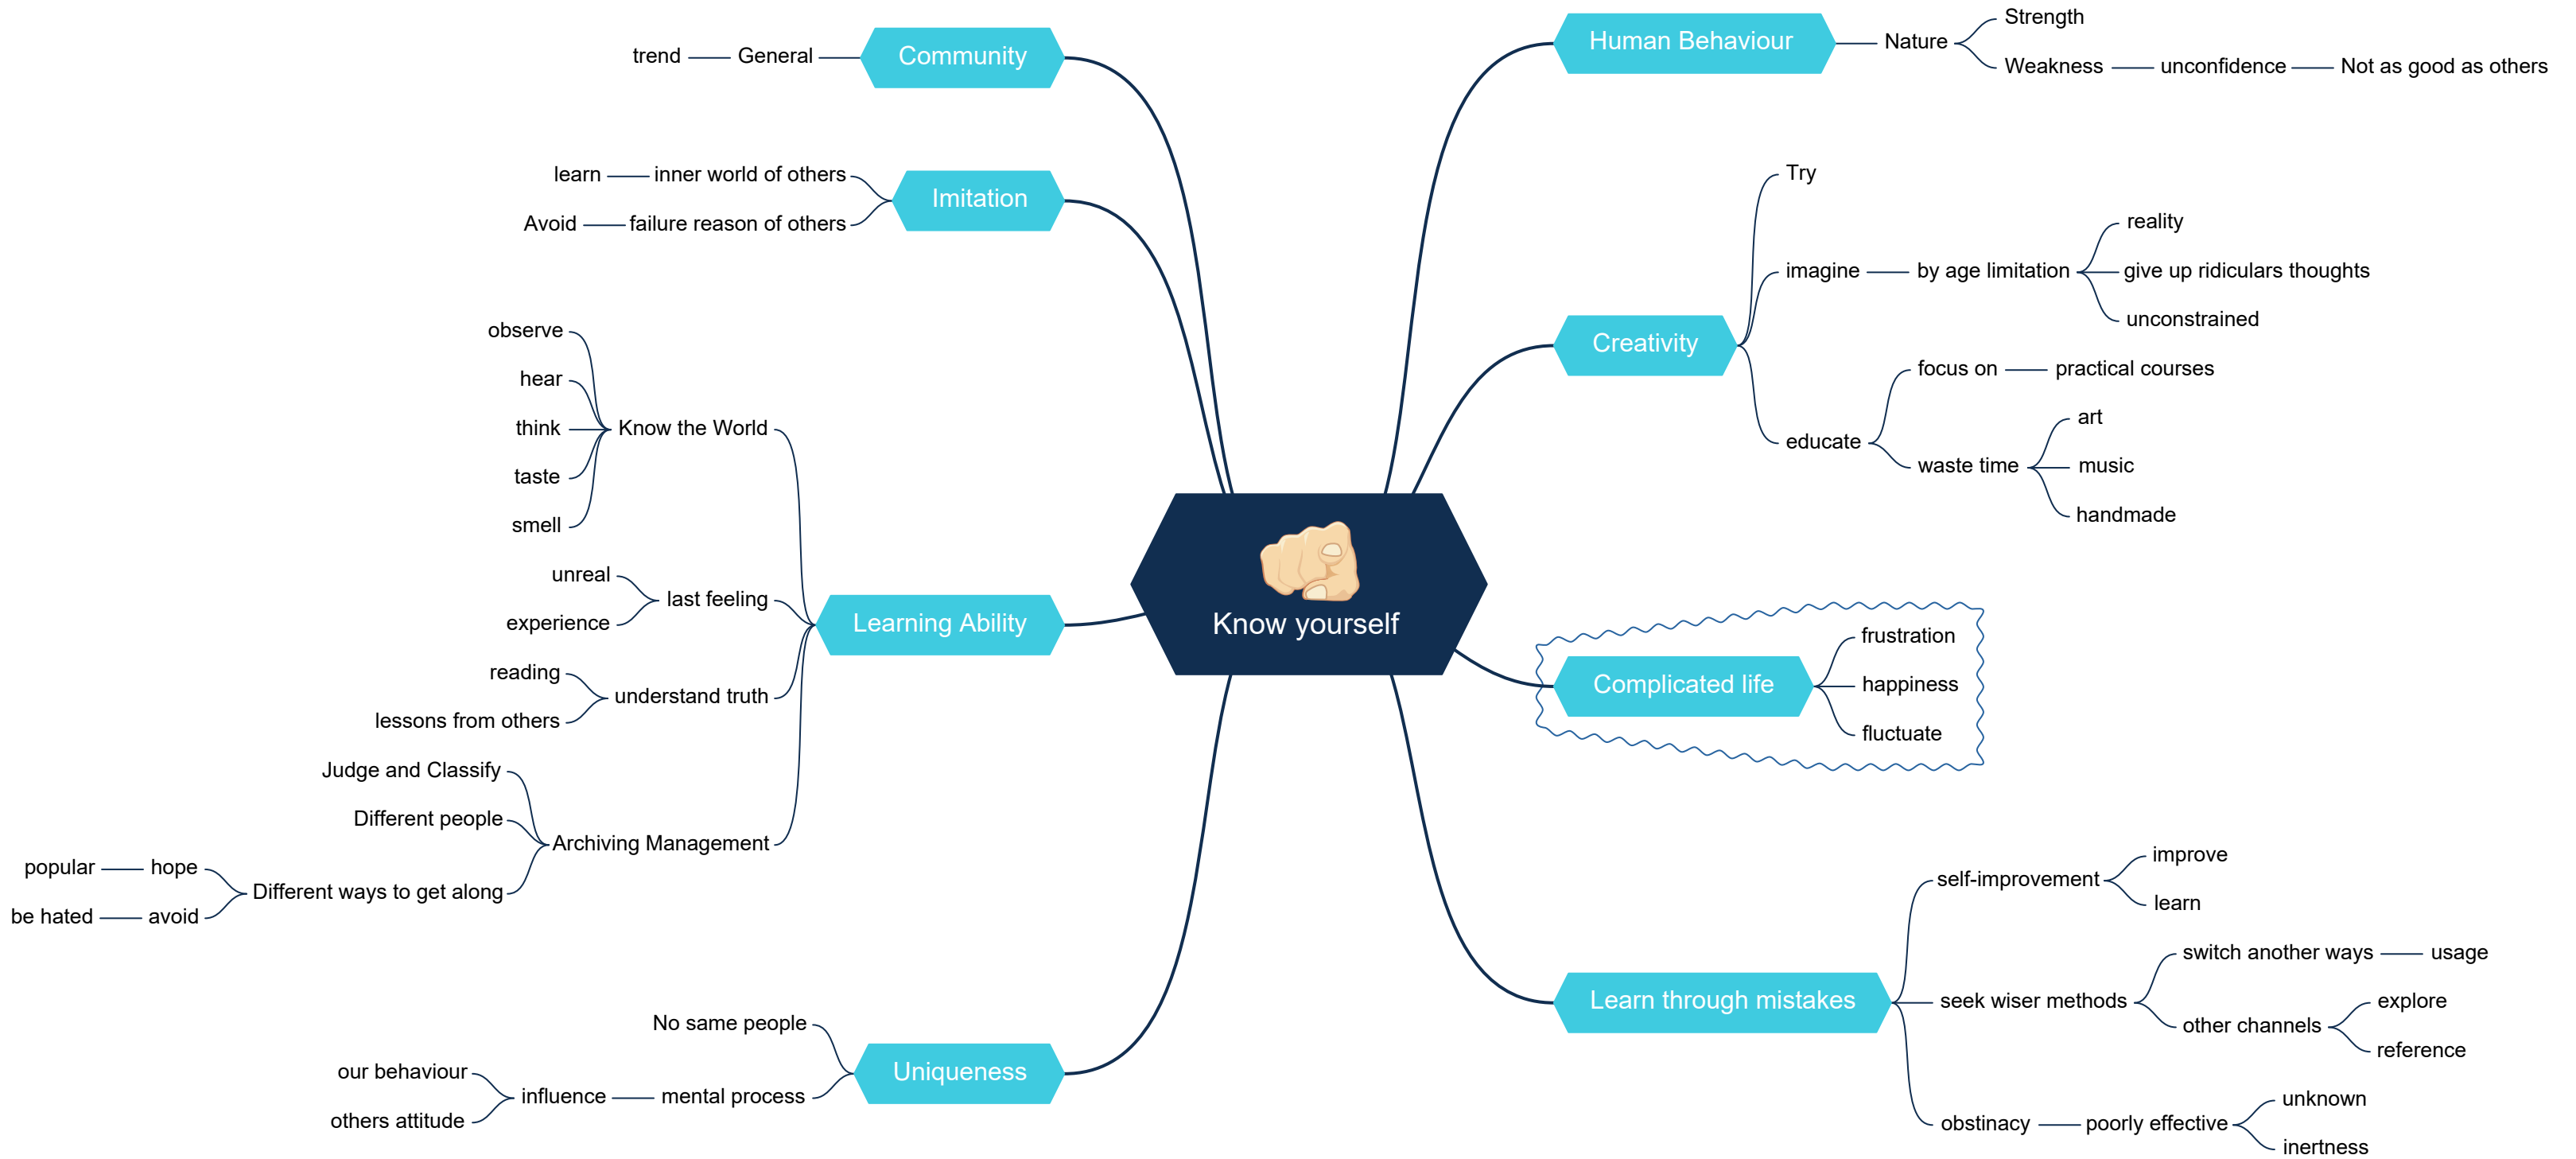 Know yourself
Human Behaviour
Nature
Strength
Weakness
unconfidence
Not as good as others
Creativity
Try
imagine
by age limitation
reality
give up ridiculars thoughts
unconstrained
educate
focus on
practical courses
waste time
art
music
handmade
Complicated life
frustration
happiness
fluctuate
Learn through mistakes
self-improvement
improve
learn
seek wiser methods
switch another ways
usage
other channels
explore
reference
obstinacy
poorly effective
unknown
inertness
Community
General
trend
Imitation
inner world of others
learn
failure reason of others
Avoid
Learning Ability
Know the World
observe
hear
think
taste
smell
last feeling
unreal
experience
understand truth
reading
lessons from others
Archiving Management
Judge and Classify
Different people
Different ways to get along
hope
popular
avoid
be hated
Uniqueness
No same people
mental process
influence
our behaviour
others attitude